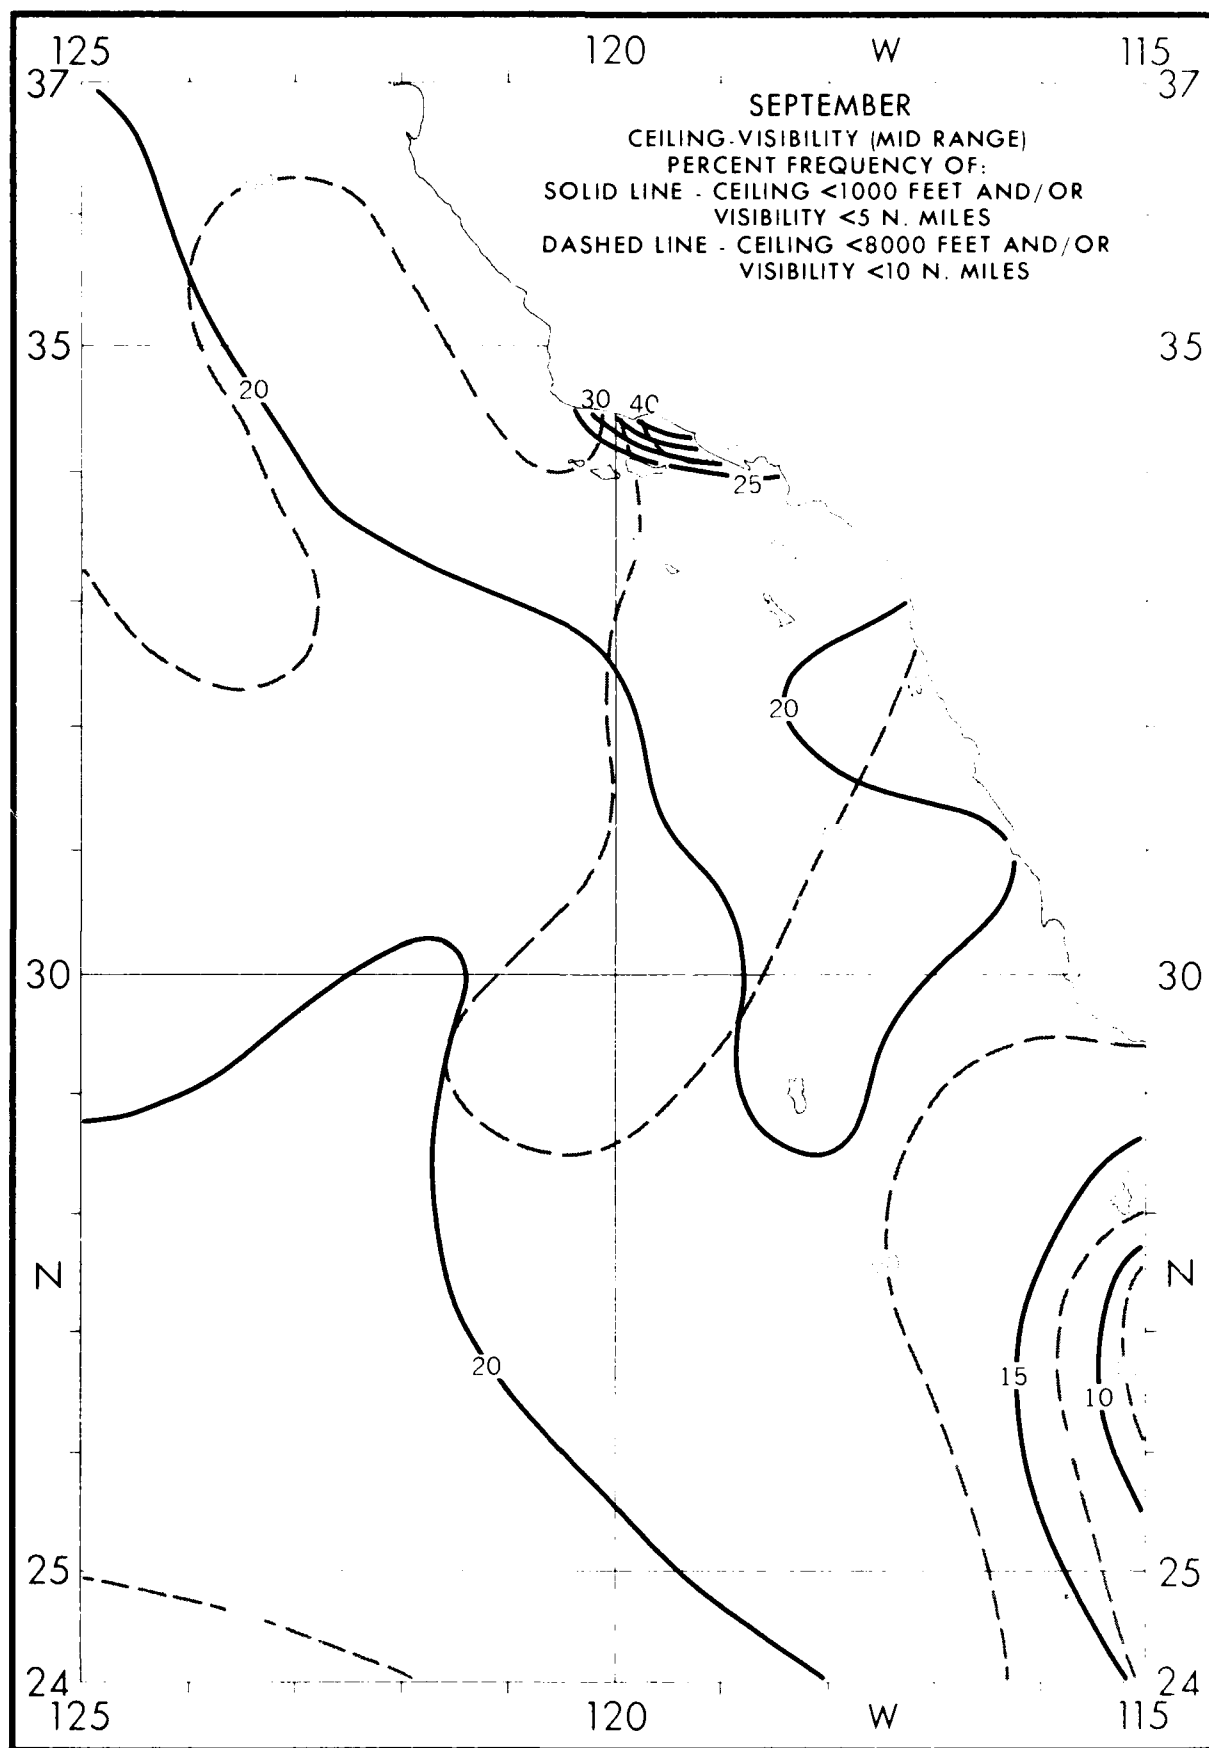 125 120 W 115
37 37
SEPTEMBER
CEILING-VISIBILITY (MID RANGE)
PERCENT FREQUENCY OF:
SOLID LINE - CEILING <1000 FEET AND/OR
VISIBILITY <5 N. MILES
DASHED LINE - CEILING <8000 FEET AND/OR
VISIBILITY <10 N. MILES
35 35
20
30 40
25
20
30 30
N N
20 15
10
25 25
24 24
125 120 W 115